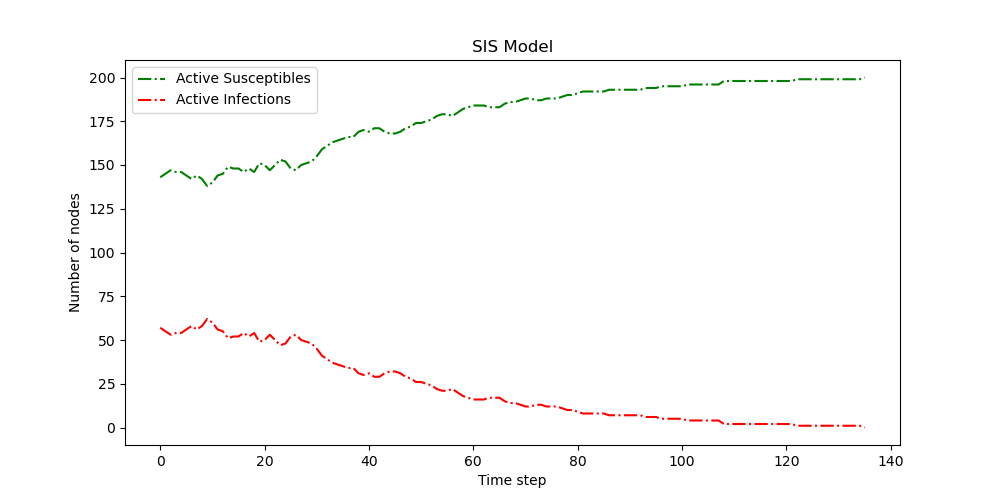 SIS Model
Active Susceptibles
Active Infections
Number of nodes
200
175
150
125
100
75
50
25
0
0 20 40 60 80 100 120 140
Time step